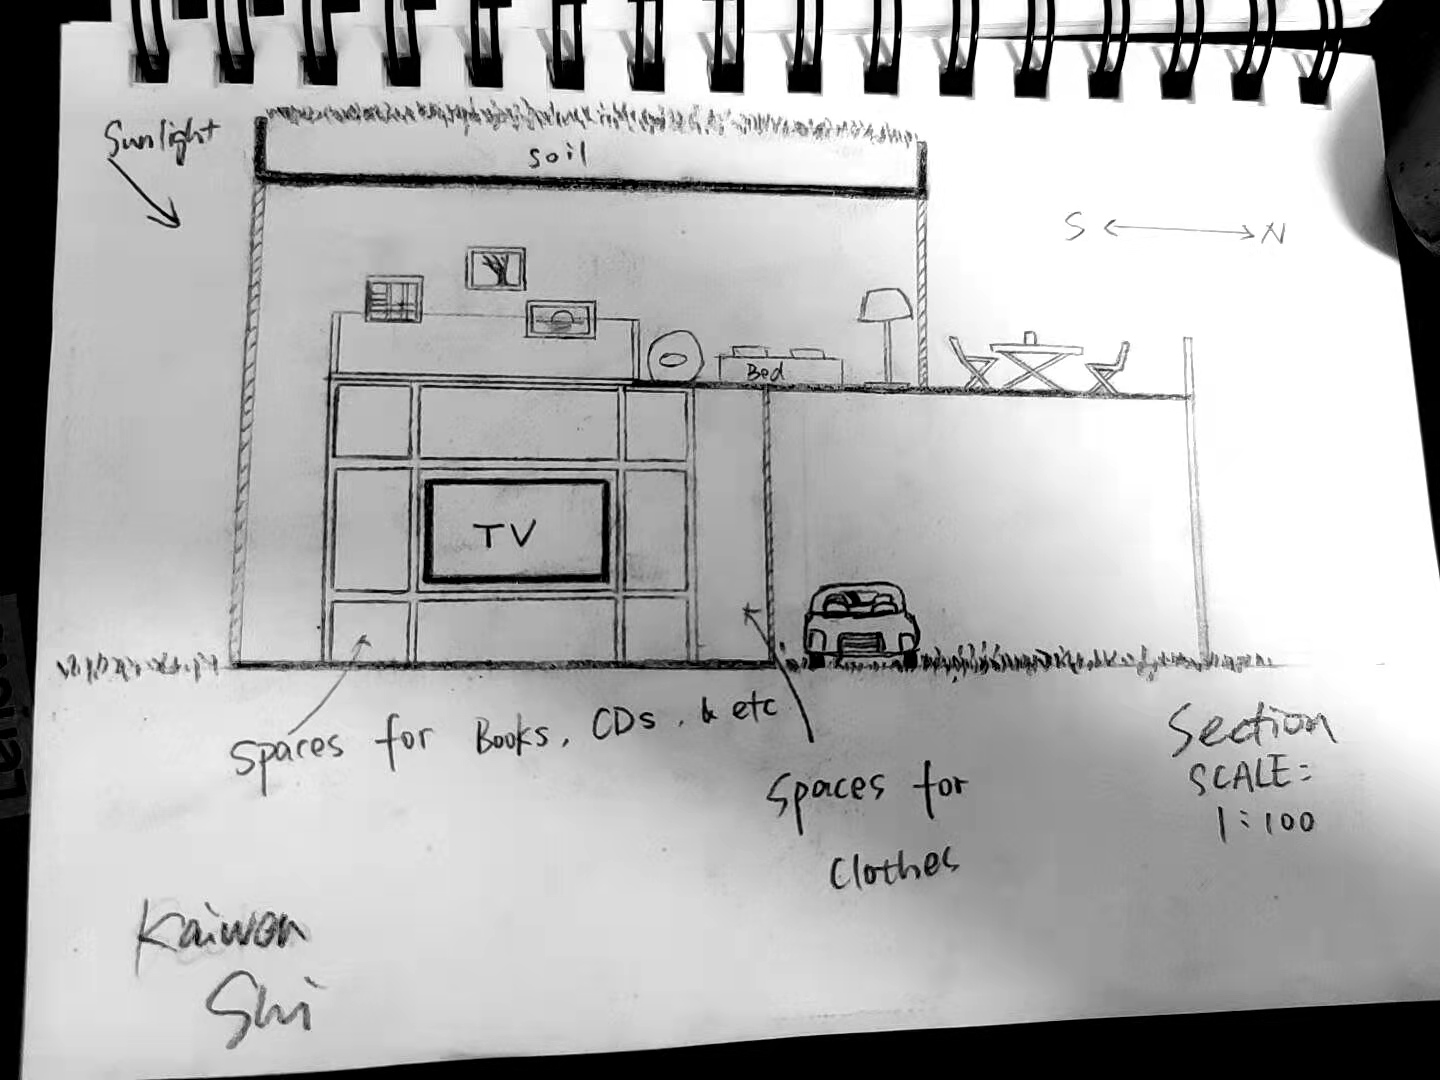 Sunlight
soil
S N
Bed
TV
Spaces for Books, CDs, & etc
Spaces for
Clothes
Section
SCALE:
1:100
Kaiwen
Shi